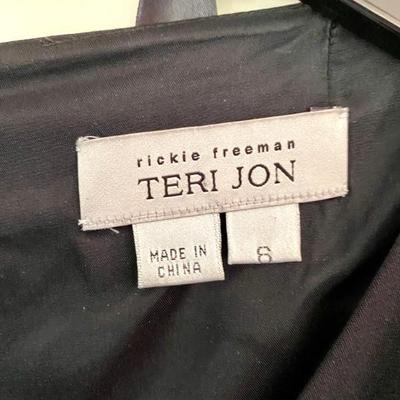 rickie freeman
TERI JON
MADE IN
CHINA
6